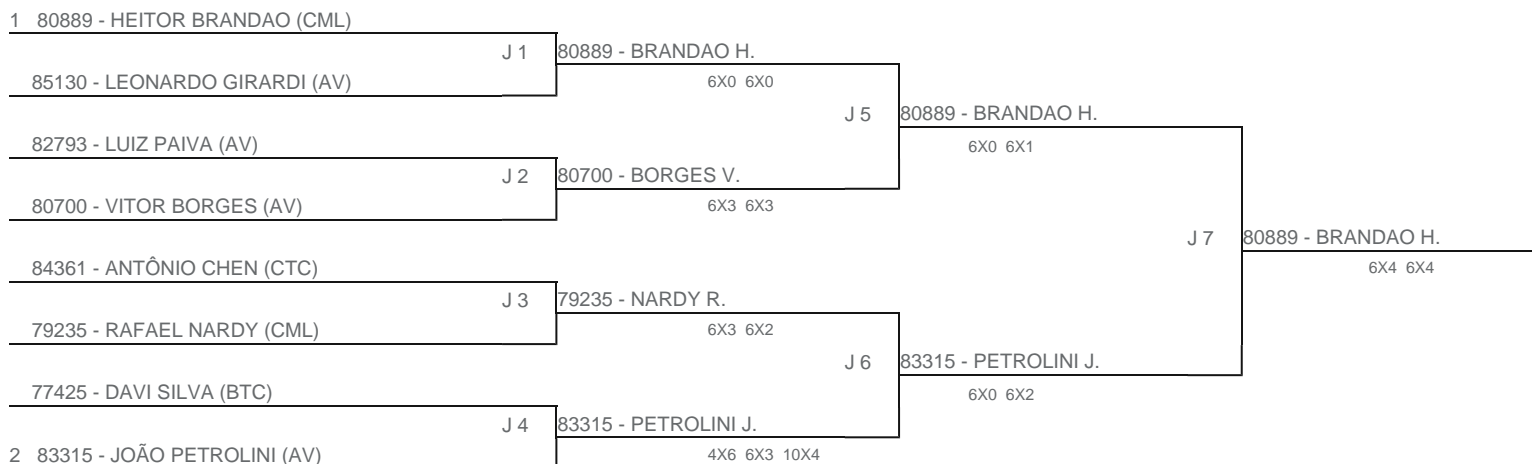 1 80889 - HEITOR BRANDAO (CML)
J 1 80889 - BRANDAO H.
85130 - LEONARDO GIRARDI (AV)
6X0 6X0
J 5 80889 - BRANDAO H.
82793 - LUIZ PAIVA (AV)
6X0 6X1
J 2 80700 - BORGES V.
80700 - VITOR BORGES (AV)
6X3 6X3
J 7 80889 - BRANDAO H.
84361 - ANTÔNIO CHEN (CTC)
6X4 6X4
J 3 79235 - NARDY R.
79235 - RAFAEL NARDY (CML)
6X3 6X2
J 6 83315 - PETROLINI J.
77425 - DAVI SILVA (BTC)
6X0 6X2
J 4 83315 - PETROLINI J.
2 83315 - JOÃO PETROLINI (AV)
4X6 6X3 10X4